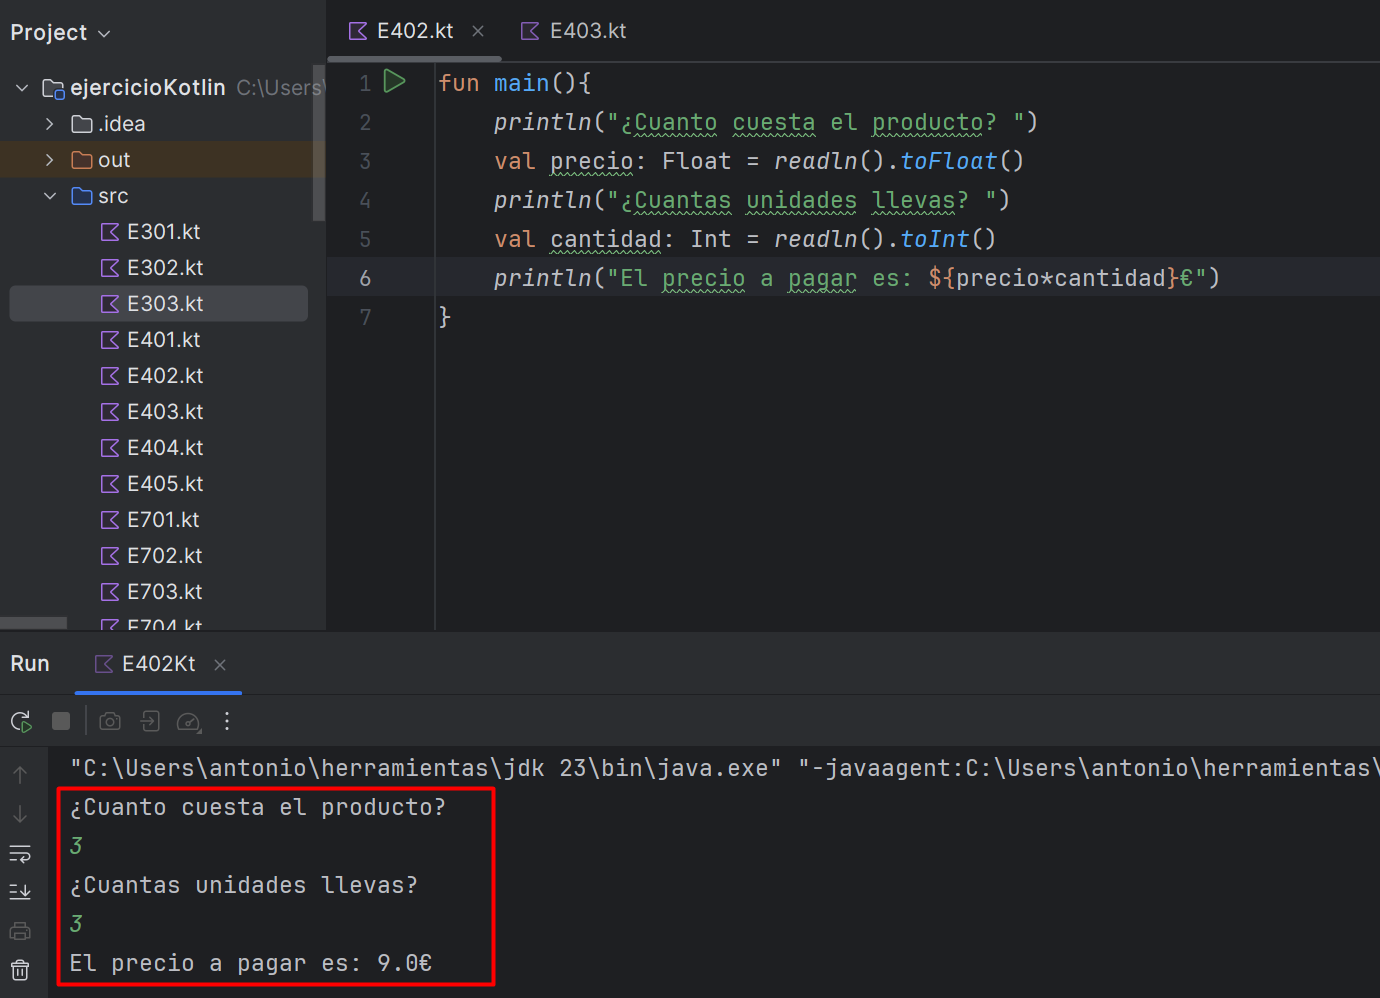 Project
ejercicioKotlin C:\Users\
.idea
out
src
E301.kt
E302.kt
E303.kt
E401.kt
E402.kt
E403.kt
E404.kt
E405.kt
E701.kt
E702.kt
E703.kt
E704.kt
E402.kt E403.kt
1 fun main(){
2 println("¿Cuanto cuesta el producto? ")
3 val precio: Float = readln().toFloat()
4 println("¿Cuantas unidades llevas? ")
5 val cantidad: Int = readln().toInt()
6 println("El precio a pagar es: ${precio*cantidad}€")
7 }
Run E402Kt
"C:\Users\antonio\herramientas\jdk 23\bin\java.exe" "-javaagent:C:\Users\antonio\herramientas\
¿Cuanto cuesta el producto?
3
¿Cuantas unidades llevas?
3
El precio a pagar es: 9.0€